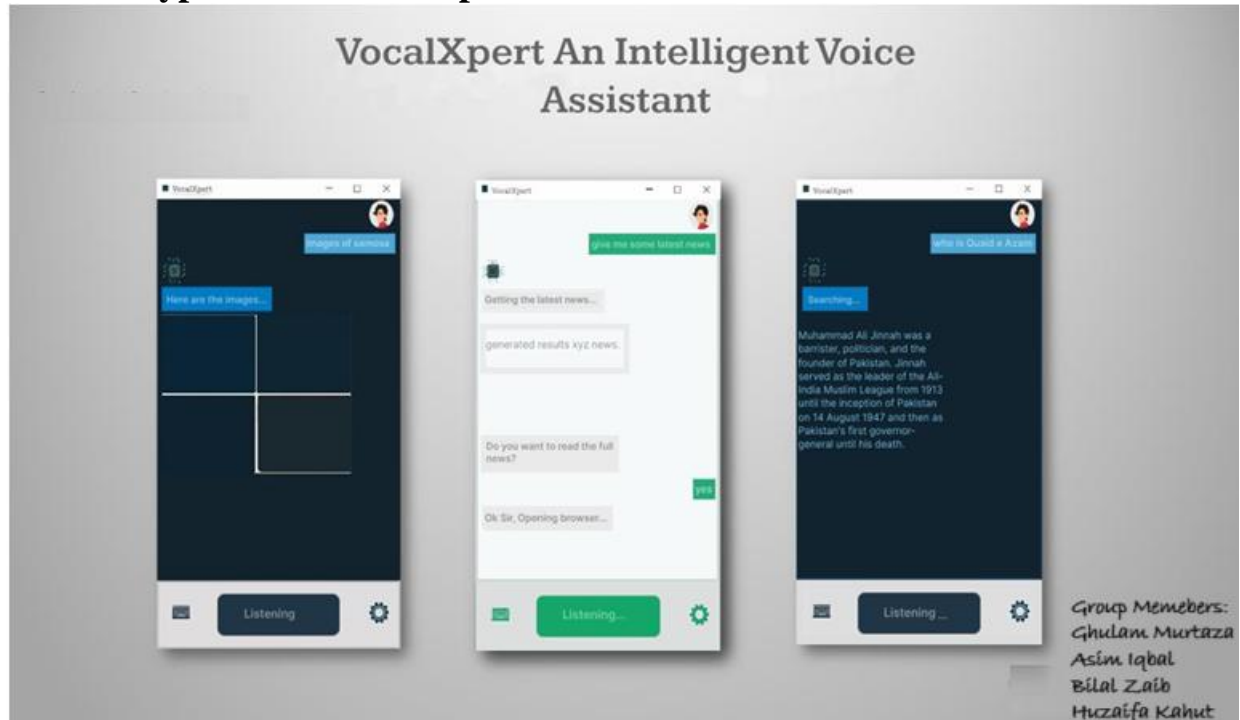 VocalXpert An Intelligent Voice
Assistant
VocalXpert
Images of samosa
Here are the images...
Listening
VocalXpert
give me some latest news
Getting the latest news...
generated results xyz news.
Do you want to read the full
news?
yes
Ok Sir, Opening browser...
Listening...
VocalXpert
who is Quaid e Azam
Searching...
Muhammad Ali Jinnah was a
barrister, politician, and the
founder of Pakistan. Jinnah
served as the leader of the All-
India Muslim League from 1913
until the inception of Pakistan
on 14 August 1947 and then as
Pakistan's first governor-
general until his death.
Listening ...
Group Memebers:
Ghulam Murtaza
Asim Iqbal
Bilal Zaib
Huzaifa Kahut